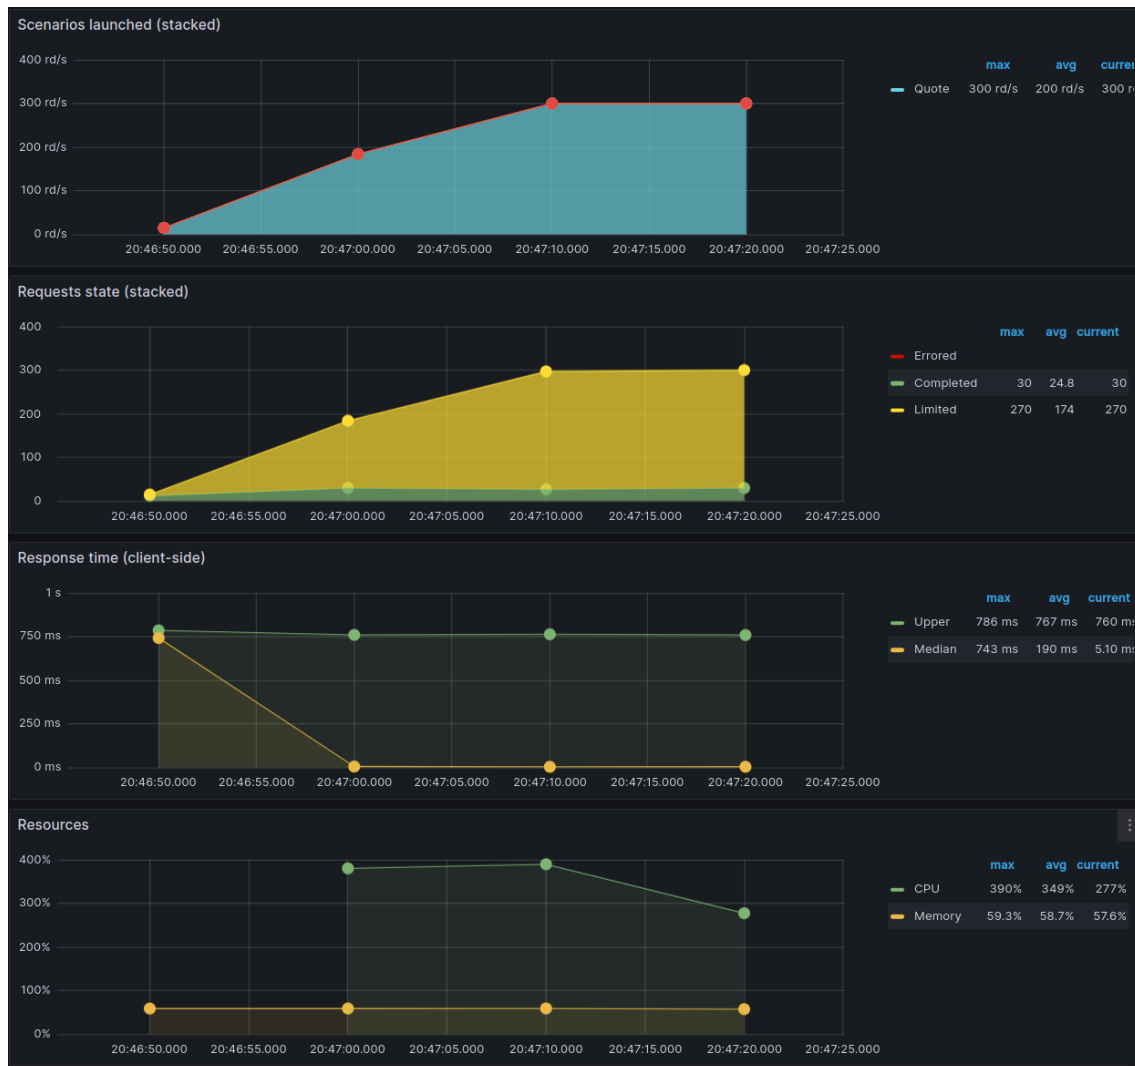 Scenarios launched (stacked)
400 rd/s
300 rd/s
200 rd/s
100 rd/s
0 rd/s
20:46:50.000 20:46:55.000 20:47:00.000 20:47:05.000 20:47:10.000 20:47:15.000 20:47:20.000 20:47:25.000
max avg
Quote 300 rd/s 200 rd/s 300
Requests state (stacked)
400
300
200
100
0
20:46:50.000 20:46:55.000 20:47:00.000 20:47:05.000 20:47:10.000 20:47:15.000 20:47:20.000 20:47:25.000
max avg current
Errored
Completed 30 24.8 30
Limited 270 174 270
Response time (client-side)
1 s
750 ms
500 ms
250 ms
0 ms
20:46:50.000 20:46:55.000 20:47:00.000 20:47:05.000 20:47:10.000 20:47:15.000 20:47:20.000 20:47:25.000
max avg current
Upper 786 ms 767 ms 760 ms
Median 743 ms 190 ms 5.10 ms
Resources
400%
300%
200%
100%
0%
20:46:50.000 20:46:55.000 20:47:00.000 20:47:05.000 20:47:10.000 20:47:15.000 20:47:20.000 20:47:25.000
max avg current
CPU 390% 349% 277%
Memory 59.3% 58.7% 57.6%